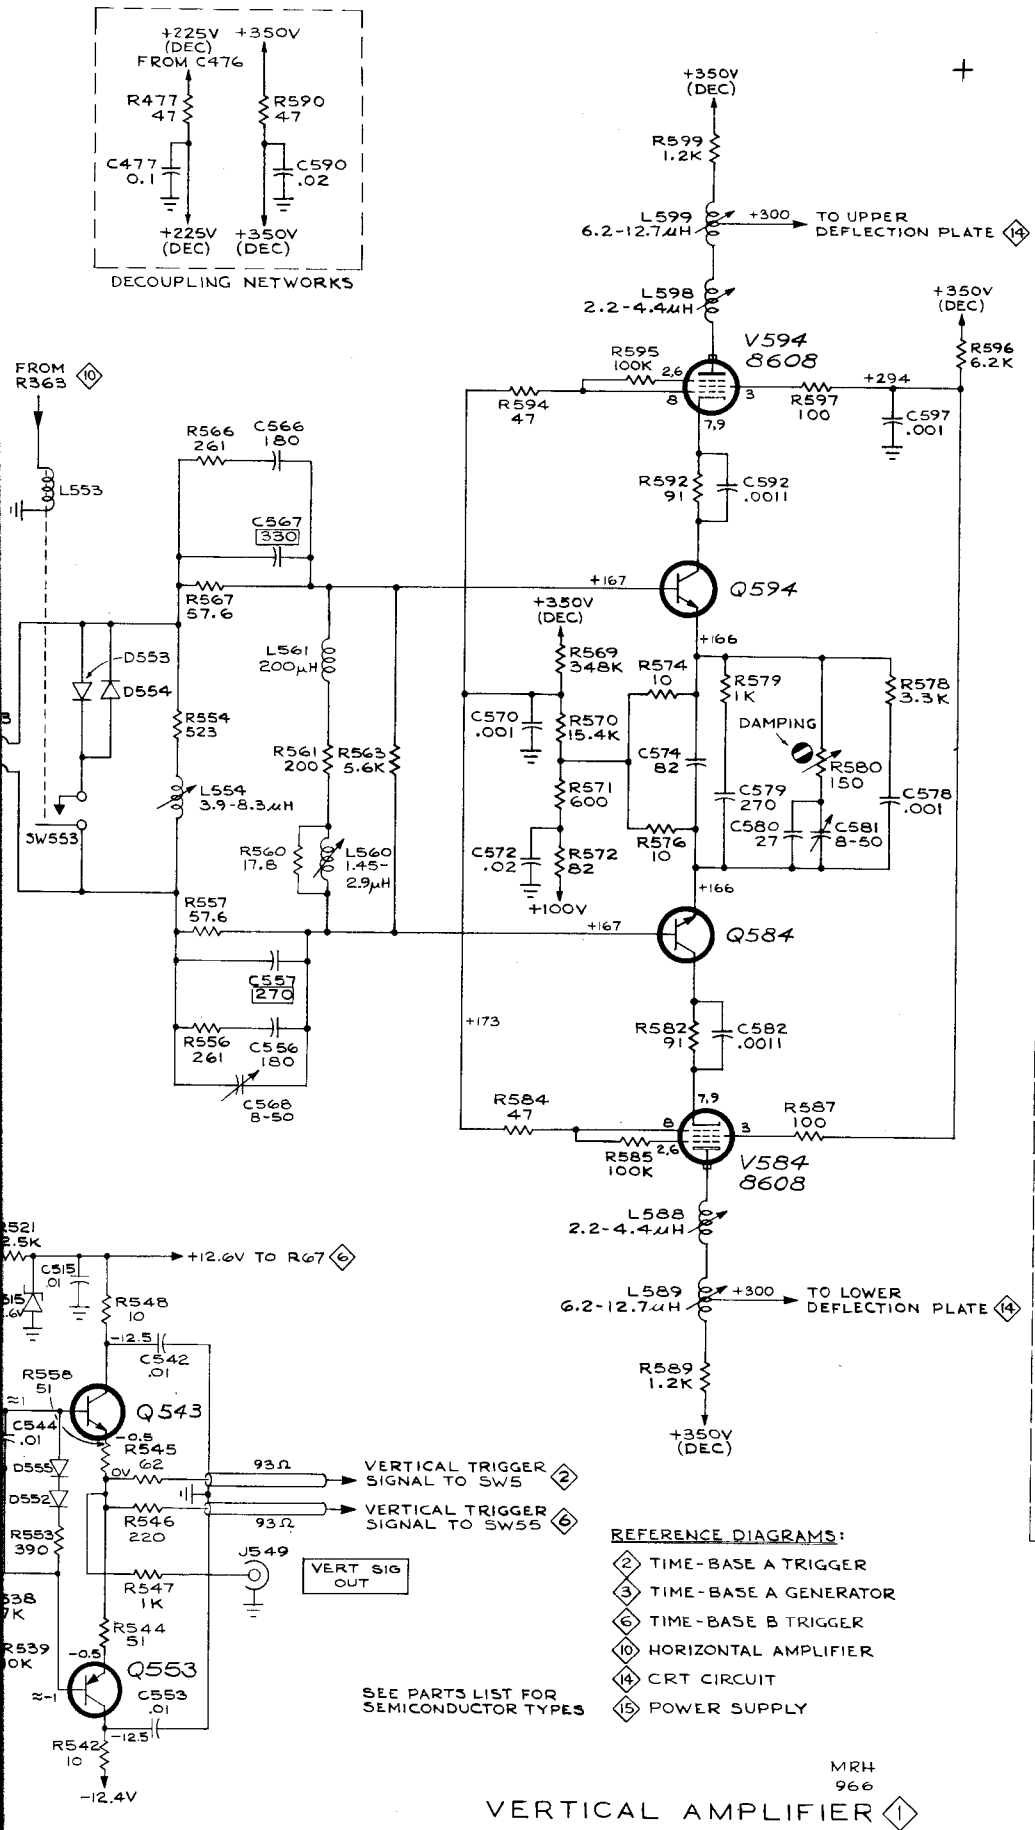 +225V
(DEC)
FROM C476
+350V
R477
47
R590
47
C477
0.1
C590
.02
+225V
(DEC)
+350V
(DEC)
DECOUPLING NETWORKS
+350V
(DEC)
R599
1.2K
L599
6.2-12.7µH
+300
TO UPPER
DEFLECTION PLATE 14
L598
2.2-4.4µH
V594
8608
+350V
(DEC)
R596
6.2K
R595
100K
2,6
8
3
7,9
R594
47
R597
100
+294
C597
.001
FROM
R363
10
L553
R566
261
C566
180
C567
330
R567
57.6
R592
91
C592
.0011
+167
Q594
+166
D553
D554
L561
200µH
+350V
(DEC)
R569
348K
R574
10
R579
1K
R578
3.3K
R554
523
C570
.001
R570
15.4K
DAMPING
R561
200
R563
5.6K
C574
82
R580
150
L554
3.9-8.3µH
R571
600
C579
270
C578
.001
SW553
R560
17.8
L560
1.45-
2.9µH
C572
.02
R572
82
R576
10
C580
27
C581
8-50
+100V
+166
R557
57.6
+167
Q584
C557
270
+173
R582
91
C582
.0011
R556
261
C556
180
C568
8-50
R584
47
7,9
8
2,6
3
R587
100
R585
100K
V584
8608
L588
2.2-4.4µH
L589
6.2-12.7µH
+300
TO LOWER
DEFLECTION PLATE 14
R589
1.2K
+350V
(DEC)
R521
2.5K
+12.6V TO R67 6
C515
.01
R548
10
-12.5
C542
.01
R558
51
Q543
≈1
C544
.01
-0.5
R545
62
0V
D555
D552
93Ω
VERTICAL TRIGGER
SIGNAL TO SW5 2
R546
220
93Ω
VERTICAL TRIGGER
SIGNAL TO SW55 6
R553
390
J549
VERT SIG
OUT
R547
1K
R544
51
R539
-0.5
Q553
≈-1
C553
.01
-12.5
R542
10
-12.4V
REFERENCE DIAGRAMS:
2 TIME-BASE A TRIGGER
3 TIME-BASE A GENERATOR
6 TIME-BASE B TRIGGER
10 HORIZONTAL AMPLIFIER
14 CRT CIRCUIT
15 POWER SUPPLY
SEE PARTS LIST FOR
SEMICONDUCTOR TYPES
MRH
966
VERTICAL AMPLIFIER 1